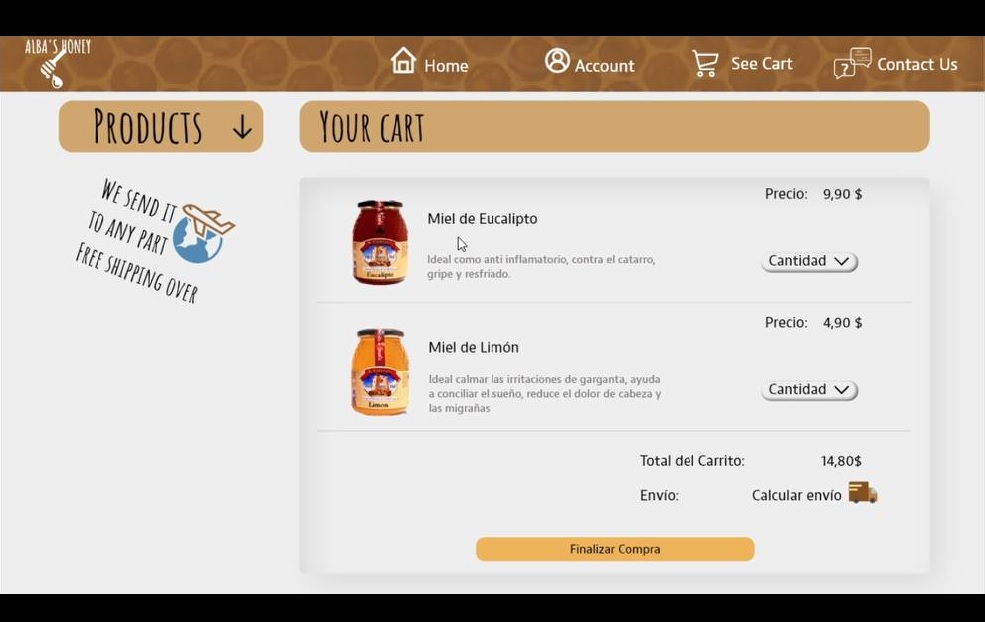 ALBA'S HONEY
Home
Account
See Cart
Contact Us
PRODUCTS
YOUR CART
WE SEND IT
TO ANY PART
FREE SHIPPING OVER
Miel de Eucalipto
Precio: 9,90 $
Ideal como anti inflamatorio, contra el catarro,
gripe y resfriado.
Cantidad
Eucalipto
Miel de Limón
Precio: 4,90 $
Ideal calmar las irritaciones de garganta, ayuda
a conciliar el sueño, reduce el dolor de cabeza y
las migrañas
Cantidad
Limon
Total del Carrito: 14,80$
Envío: Calcular envío
Finalizar Compra